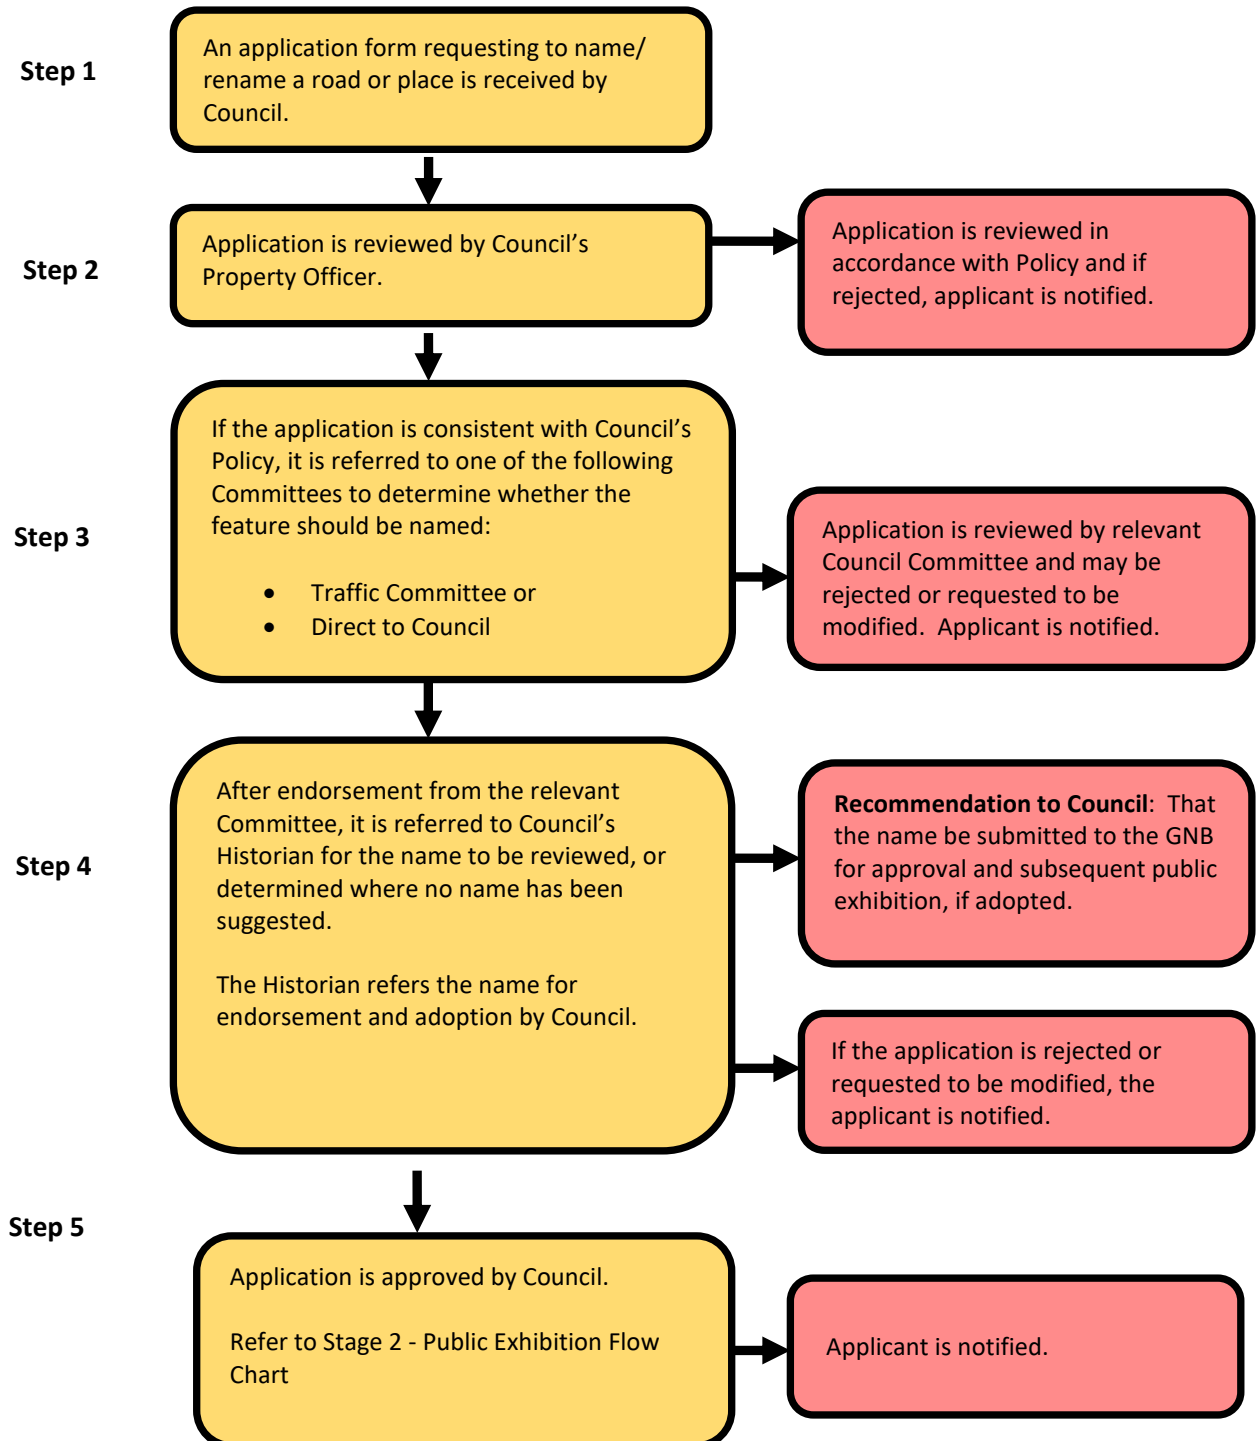 Step 1
An application form requesting to name/
rename a road or place is received by
Council.
Step 2
Application is reviewed by Council’s
Property Officer.
Application is reviewed in
accordance with Policy and if
rejected, applicant is notified.
Step 3
If the application is consistent with Council’s
Policy, it is referred to one of the following
Committees to determine whether the
feature should be named:
• Traffic Committee or
• Direct to Council
Application is reviewed by relevant
Council Committee and may be
rejected or requested to be
modified.  Applicant is notified.
Step 4
After endorsement from the relevant
Committee, it is referred to Council’s
Historian for the name to be reviewed, or
determined where no name has been
suggested.
The Historian refers the name for
endorsement and adoption by Council.
Recommendation to Council:  That
the name be submitted to the GNB
for approval and subsequent public
exhibition, if adopted.
If the application is rejected or
requested to be modified, the
applicant is notified.
Step 5
Application is approved by Council.
Refer to Stage 2 - Public Exhibition Flow
Chart
Applicant is notified.